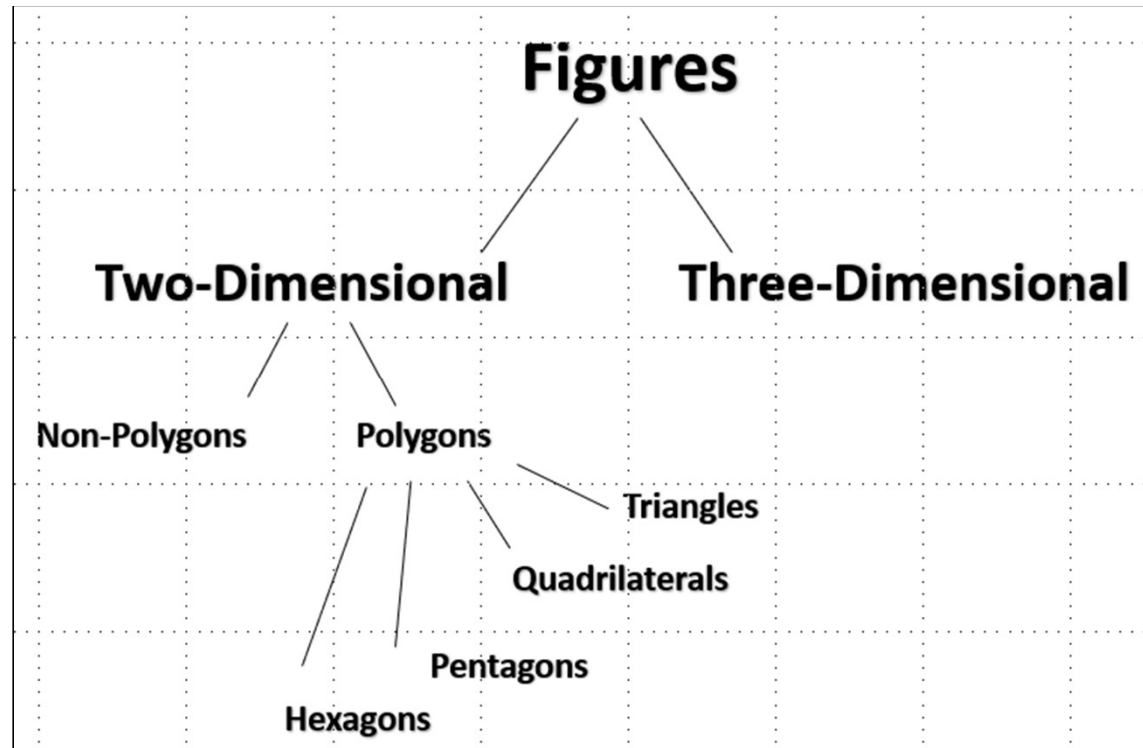 Figures
Two-Dimensional
Three-Dimensional
Non-Polygons
Polygons
Triangles
Quadrilaterals
Pentagons
Hexagons